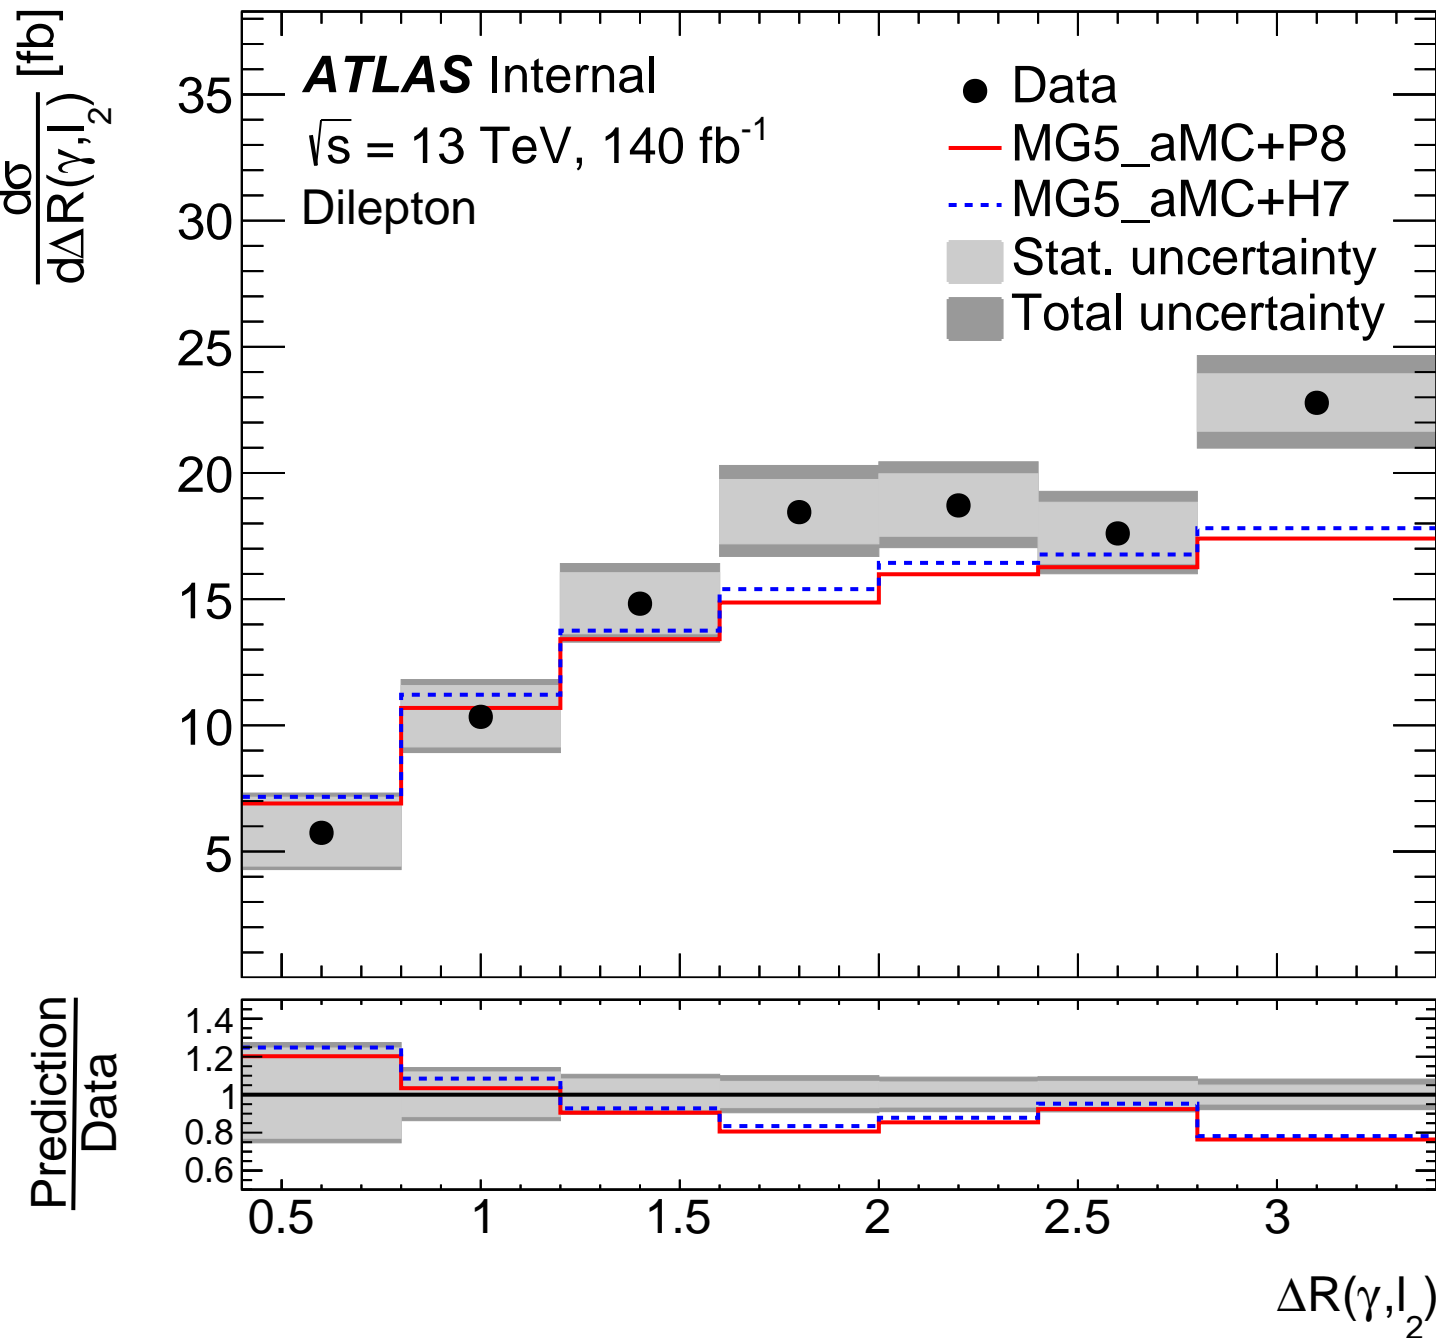 dσ
dΔR(γ,l₂) [fb]
ATLAS Internal
√s = 13 TeV, 140 fb⁻¹
Dilepton
Data
MG5_aMC+P8
MG5_aMC+H7
Stat. uncertainty
Total uncertainty
35
30
25
20
15
10
5
Prediction
Data
1.4
1.2
1
0.8
0.6
0.5 1 1.5 2 2.5 3
ΔR(γ,l₂)